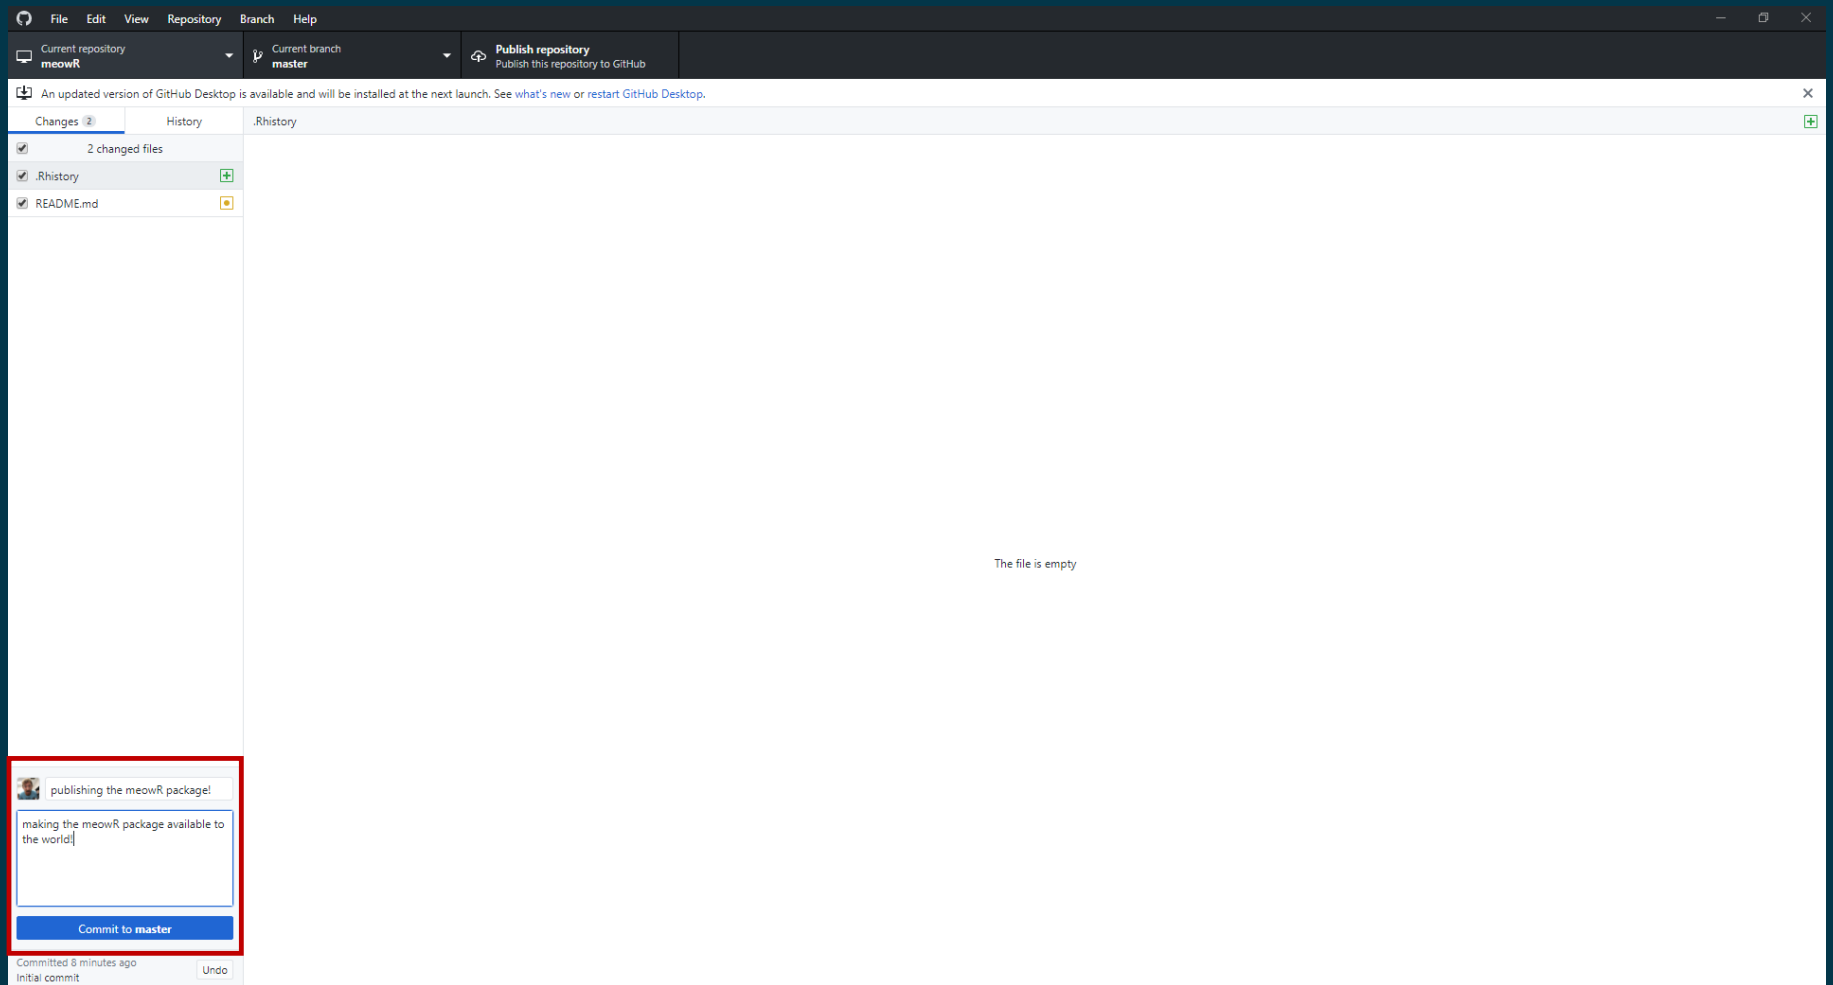 File Edit View Repository Branch Help
Current repository
meowR
Current branch
master
Publish repository
Publish this repository to GitHub
An updated version of GitHub Desktop is available and will be installed at the next launch. See what's new or restart GitHub Desktop.
Changes 2 History
.Rhistory
2 changed files
.Rhistory
README.md
The file is empty
publishing the meowR package!
making the meowR package available to
the world!
Commit to master
Committed 8 minutes ago
Initial commit
Undo